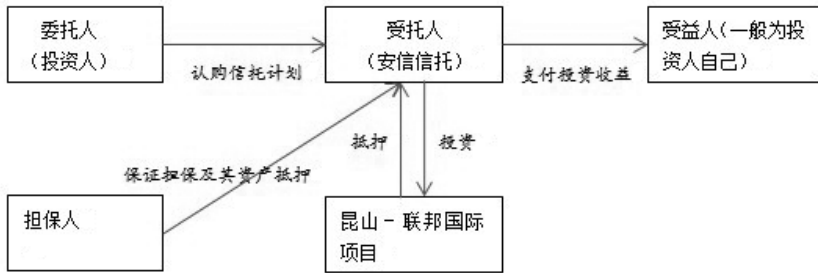 委托人
（投资人）
受托人
（安信信托）
受益人（一般为投
资人自己）
认购信托计划
支付投资收益
抵押
投资
保证担保及其资产抵押
担保人
昆山－联邦国际
项目